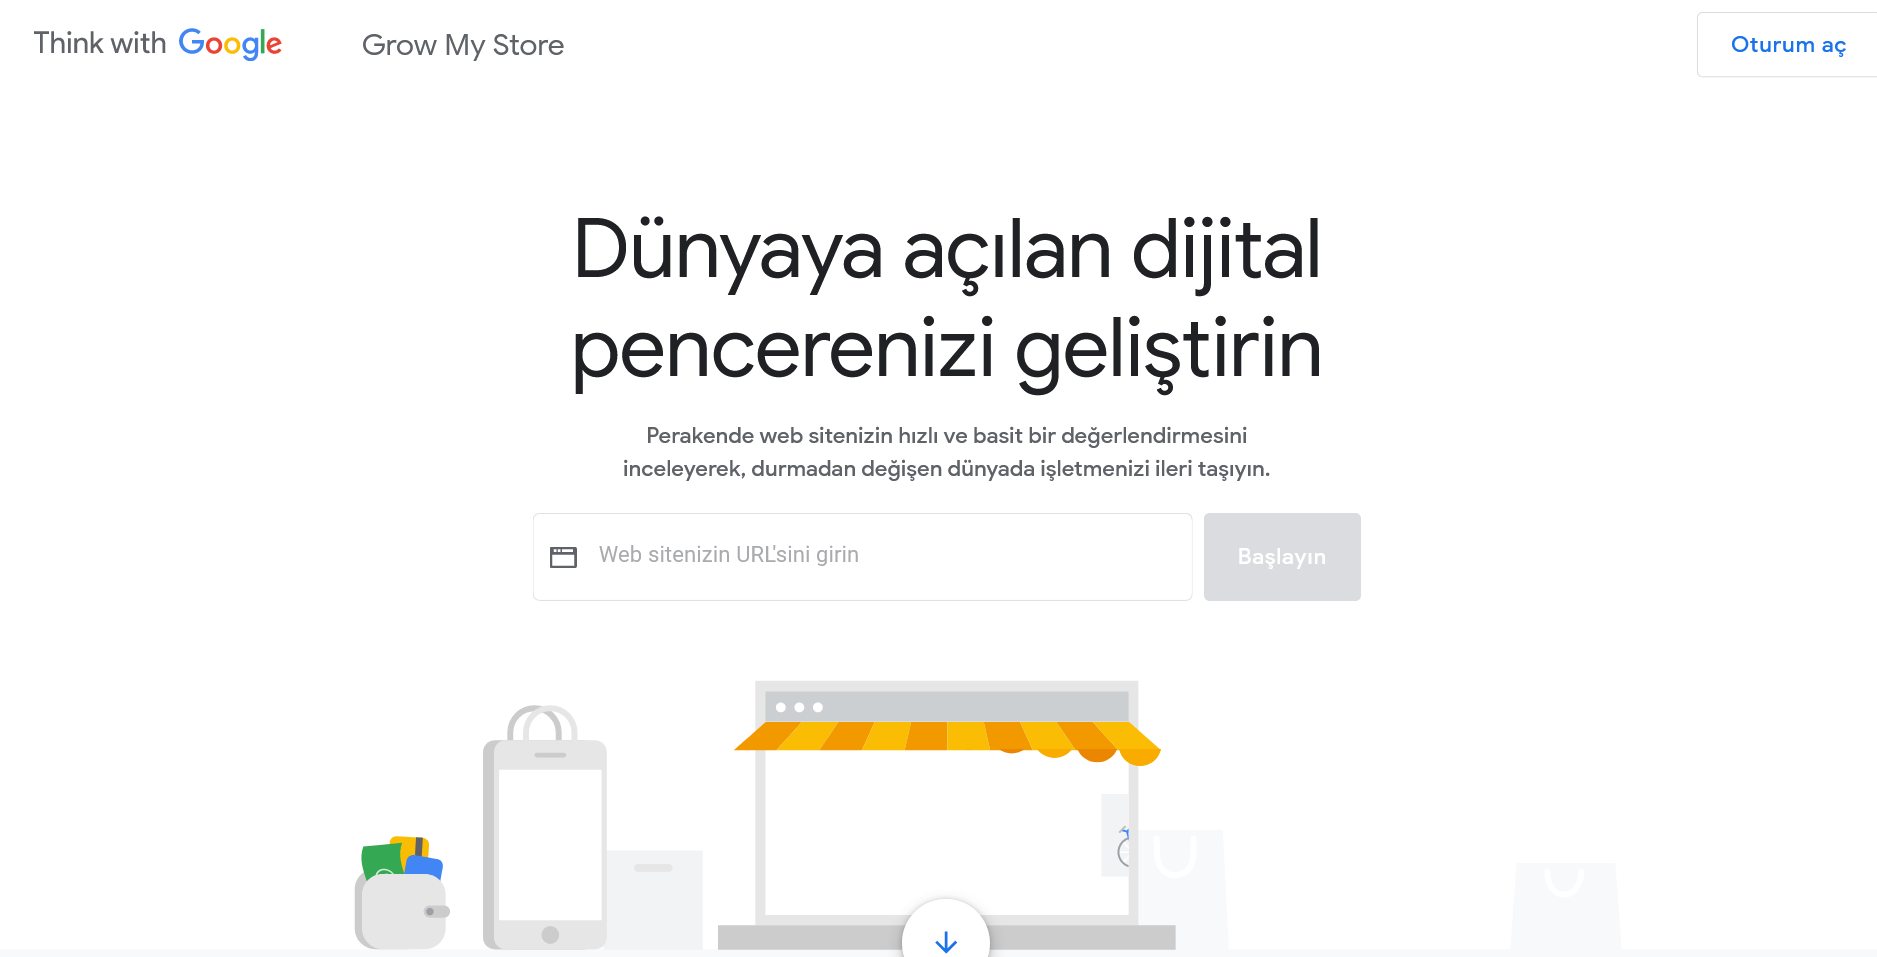 Think with Google
Grow My Store
Oturum aç
Dünyaya açılan dijital
pencerenizi geliştirin
Perakende web sitenizin hızlı ve basit bir değerlendirmesini
inceleyerek, durmadan değişen dünyada işletmenizi ileri taşıyın.
Web sitenizin URL'sini girin
Başlayın